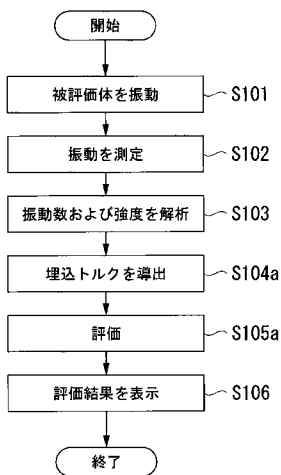 開始
被評価体を振動 S101
振動を測定 S102
振動数および強度を解析 S103
埋込トルクを導出 S104a
評価 S105a
評価結果を表示 S106
終了